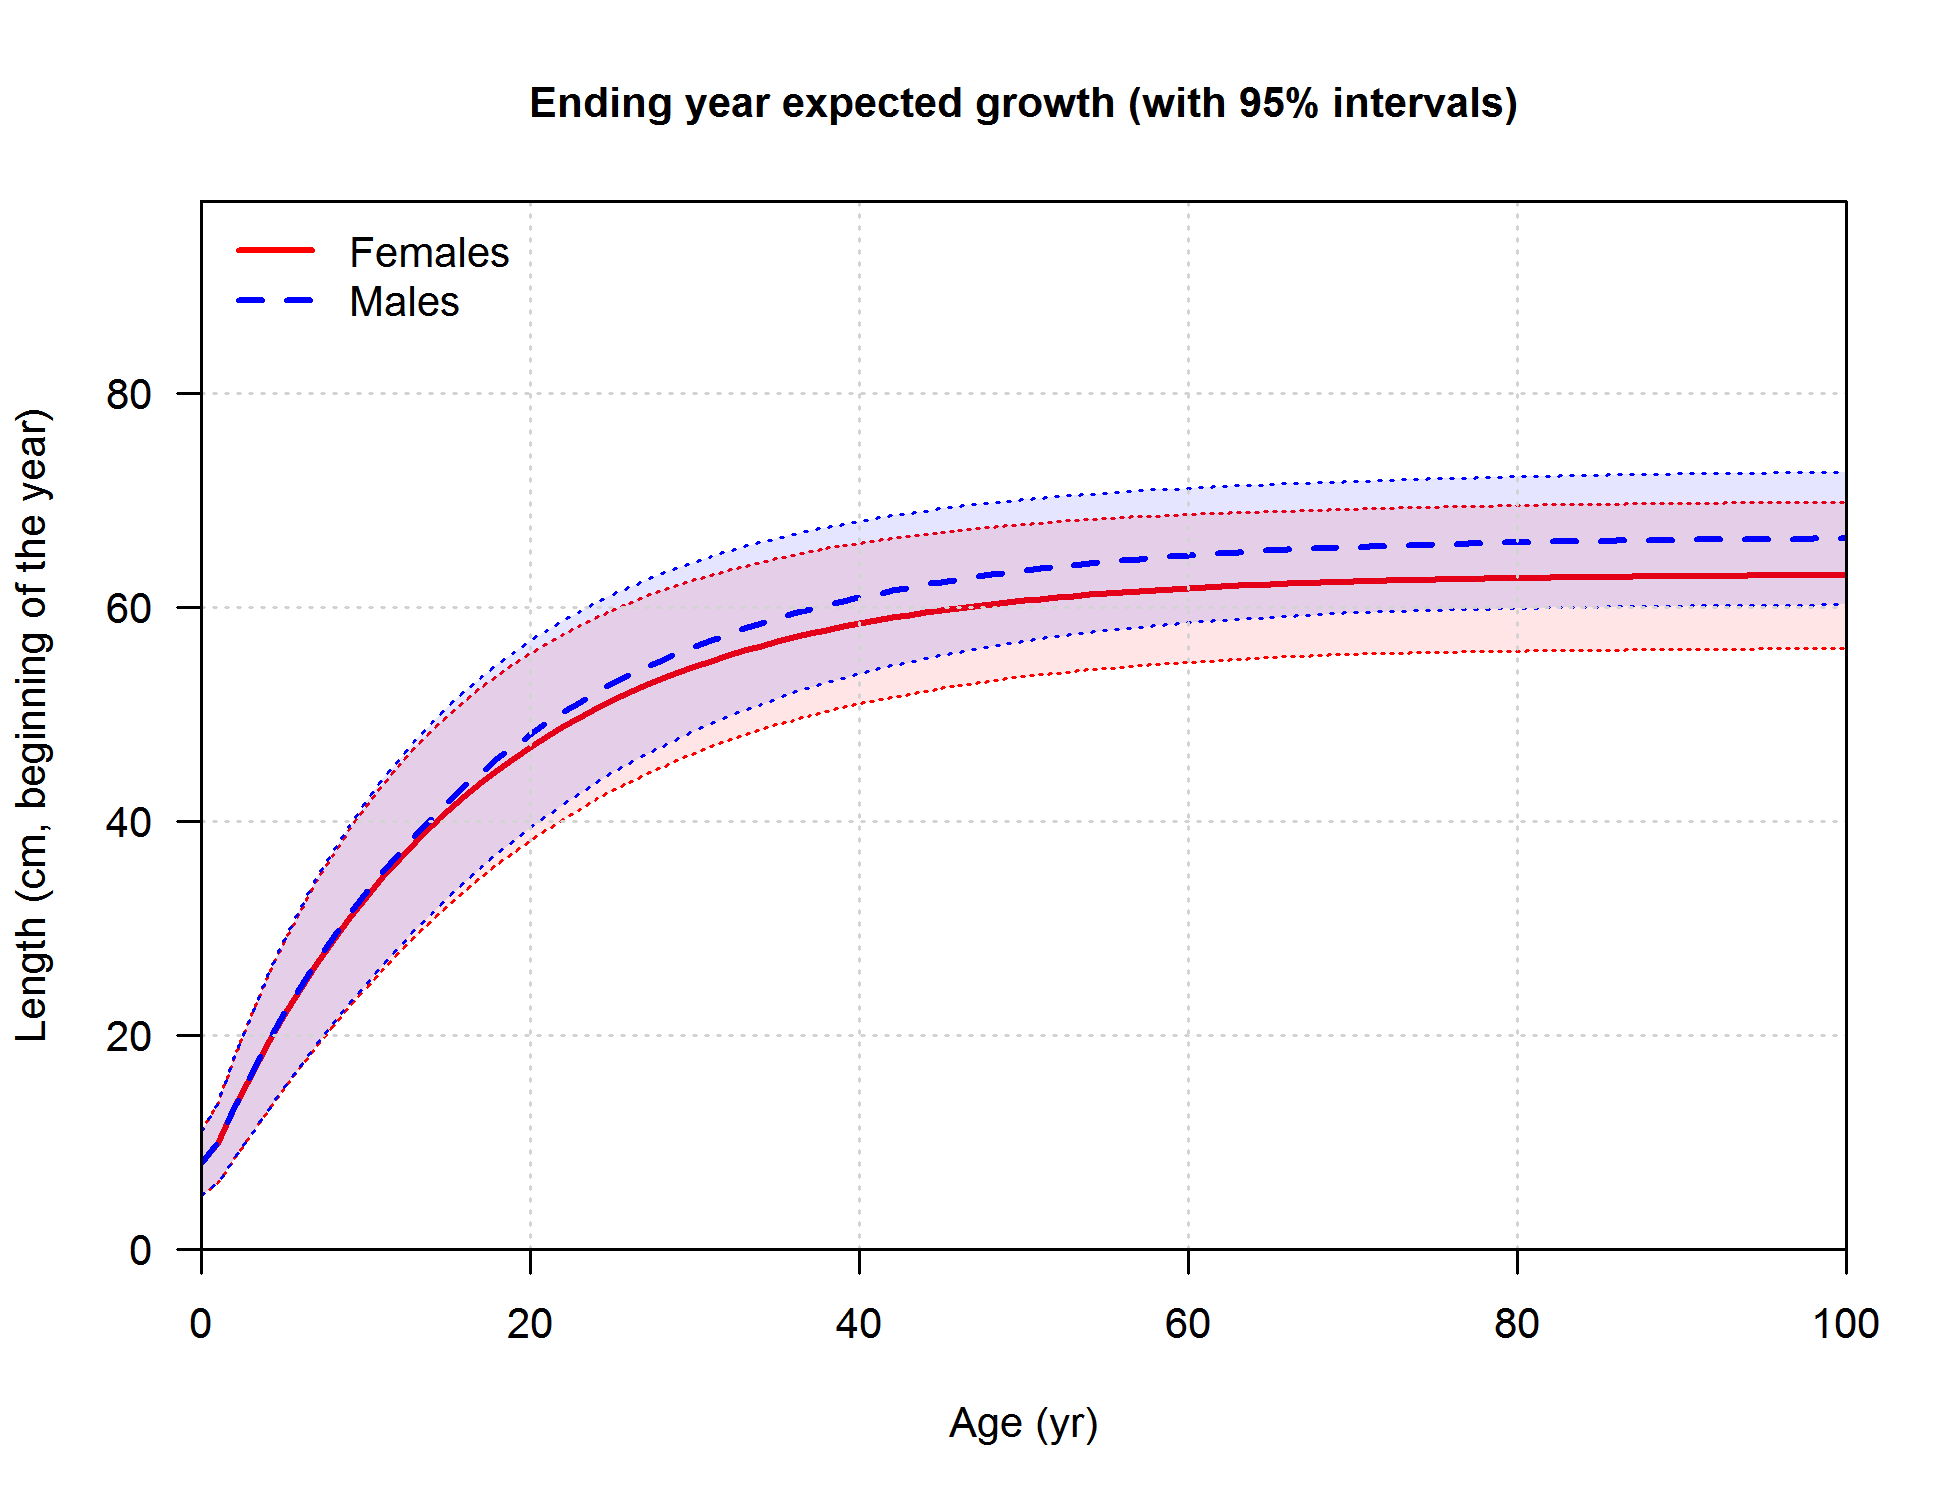 Ending year expected growth (with 95% intervals)
Females
Males
Length (cm, beginning of the year)
80
60
40
20
0
0 20 40 60 80 100
Age (yr)